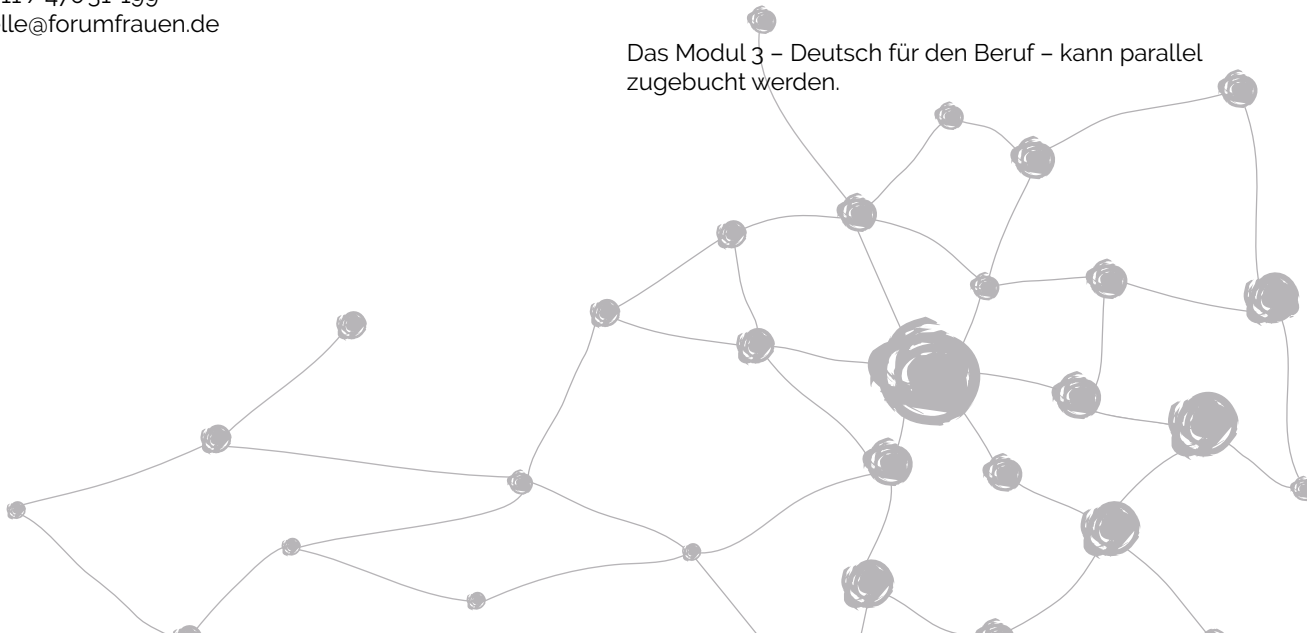 lle@forumfrauen.de
Das Modul 3 – Deutsch für den Beruf – kann parallel
zugebucht werden.